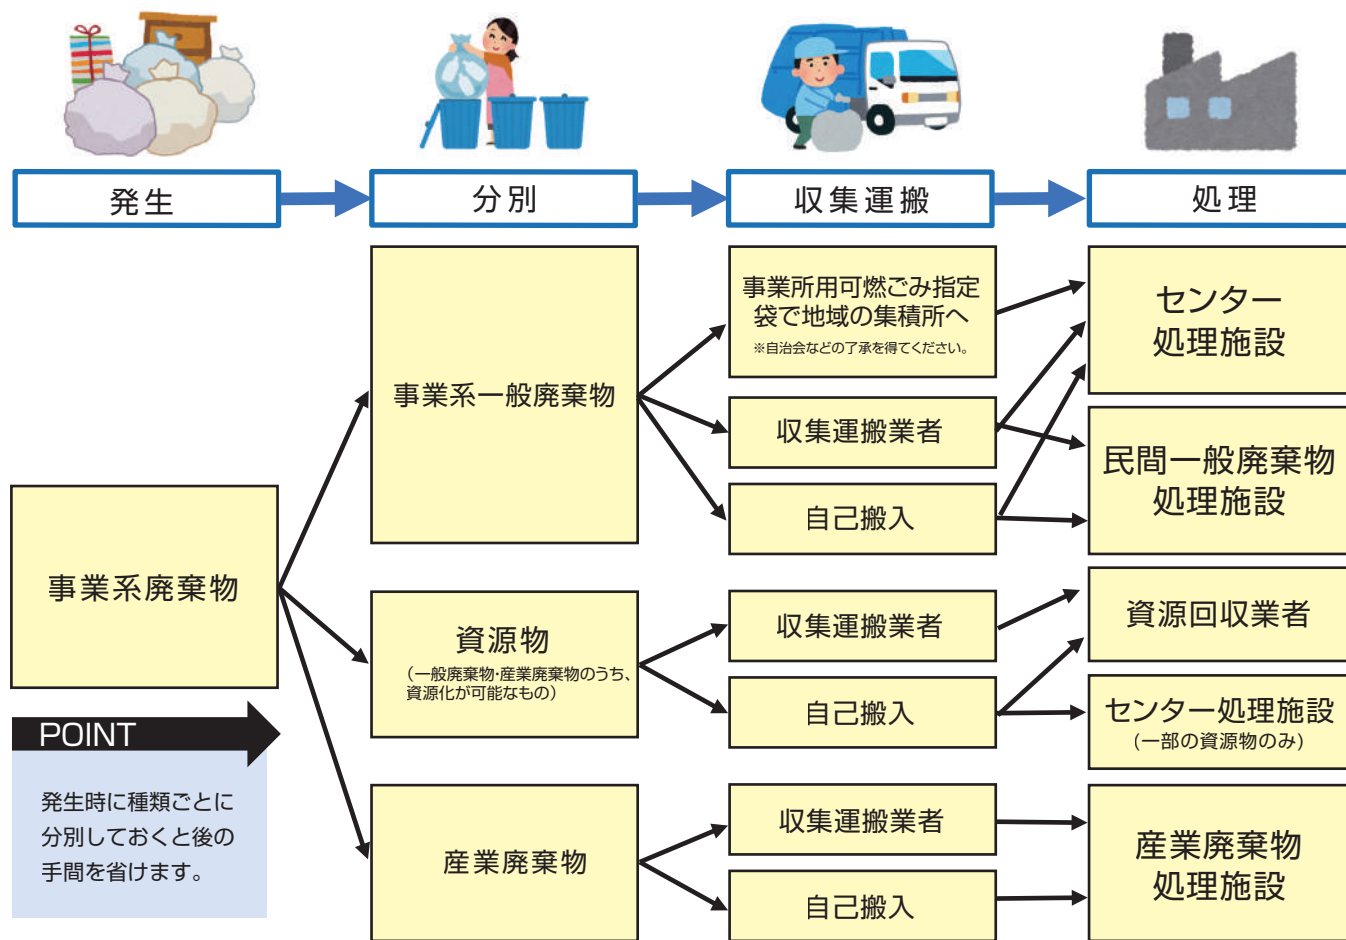 発生
分別
収集運搬
処理
事業系廃棄物
POINT
発生時に種類ごとに
分別しておくと後の
手間を省けます。
事業系一般廃棄物
資源物
（一般廃棄物・産業廃棄物のうち、
資源化が可能なもの）
産業廃棄物
事業所用可燃ごみ指定
袋で地域の集積所へ
※自治会などの了承を得てください。
収集運搬業者
自己搬入
収集運搬業者
自己搬入
収集運搬業者
自己搬入
センター
処理施設
民間一般廃棄物
処理施設
資源回収業者
センター処理施設
(一部の資源物のみ)
産業廃棄物
処理施設